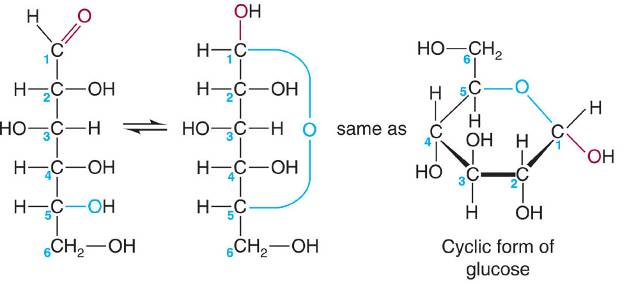 H O
C
1
H—C—OH
2
HO—C—H
3
H—C—OH
4
H—C—OH
5
CH2—OH
6
OH
H—C
1
H—C—OH
2
HO—C—H O
3
H—C—OH
4
H—C
5
CH2—OH
6
same as
HO—CH2
6
C O
5
H H H
C OH H C
4 1
HO C C OH
3 2
H OH
Cyclic form of
glucose